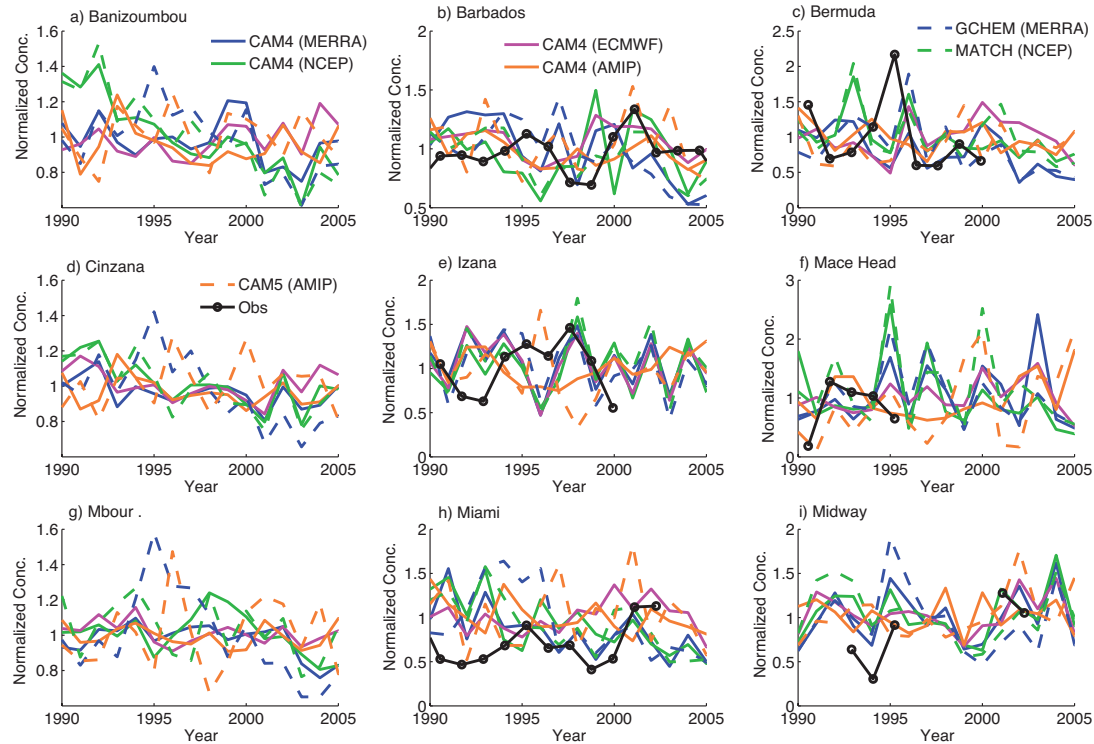 a) Banizoumbou
Normalized Conc.
1.6
1.4
1.2
1
0.8
CAM4 (MERRA)
CAM4 (NCEP)
1990
1995
2000
2005
Year
b) Barbados
Normalized Conc.
2
1.5
1
0.5
CAM4 (ECMWF)
CAM4 (AMIP)
1990
1995
2000
2005
Year
c) Bermuda
Normalized Conc.
2.5
2
1.5
1
0.5
0
GCHEM (MERRA)
MATCH (NCEP)
1990
1995
2000
2005
Year
d) Cinzana
Normalized Conc.
1.6
1.4
1.2
1
0.8
CAM5 (AMIP)
Obs
1990
1995
2000
2005
Year
e) Izana
Normalized Conc.
2
1.5
1
0.5
0
1990
1995
2000
2005
Year
f) Mace Head
Normalized Conc.
3
2
1
0
1990
1995
2000
2005
Year
g) Mbour .
Normalized Conc.
1.6
1.4
1.2
1
0.8
1990
1995
2000
2005
Year
h) Miami
Normalized Conc.
2
1.5
1
0.5
0
1990
1995
2000
2005
Year
i) Midway
Normalized Conc.
2
1.5
1
0.5
0
1990
1995
2000
2005
Year